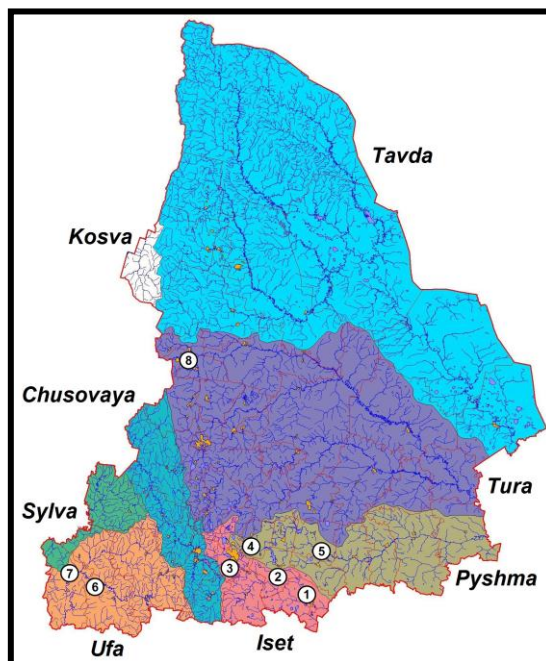 Tavda
Kosva
8
Chusovaya
Sylva
Tura
4
5
3
2
7
6
1
Pyshma
Iset
Ufa